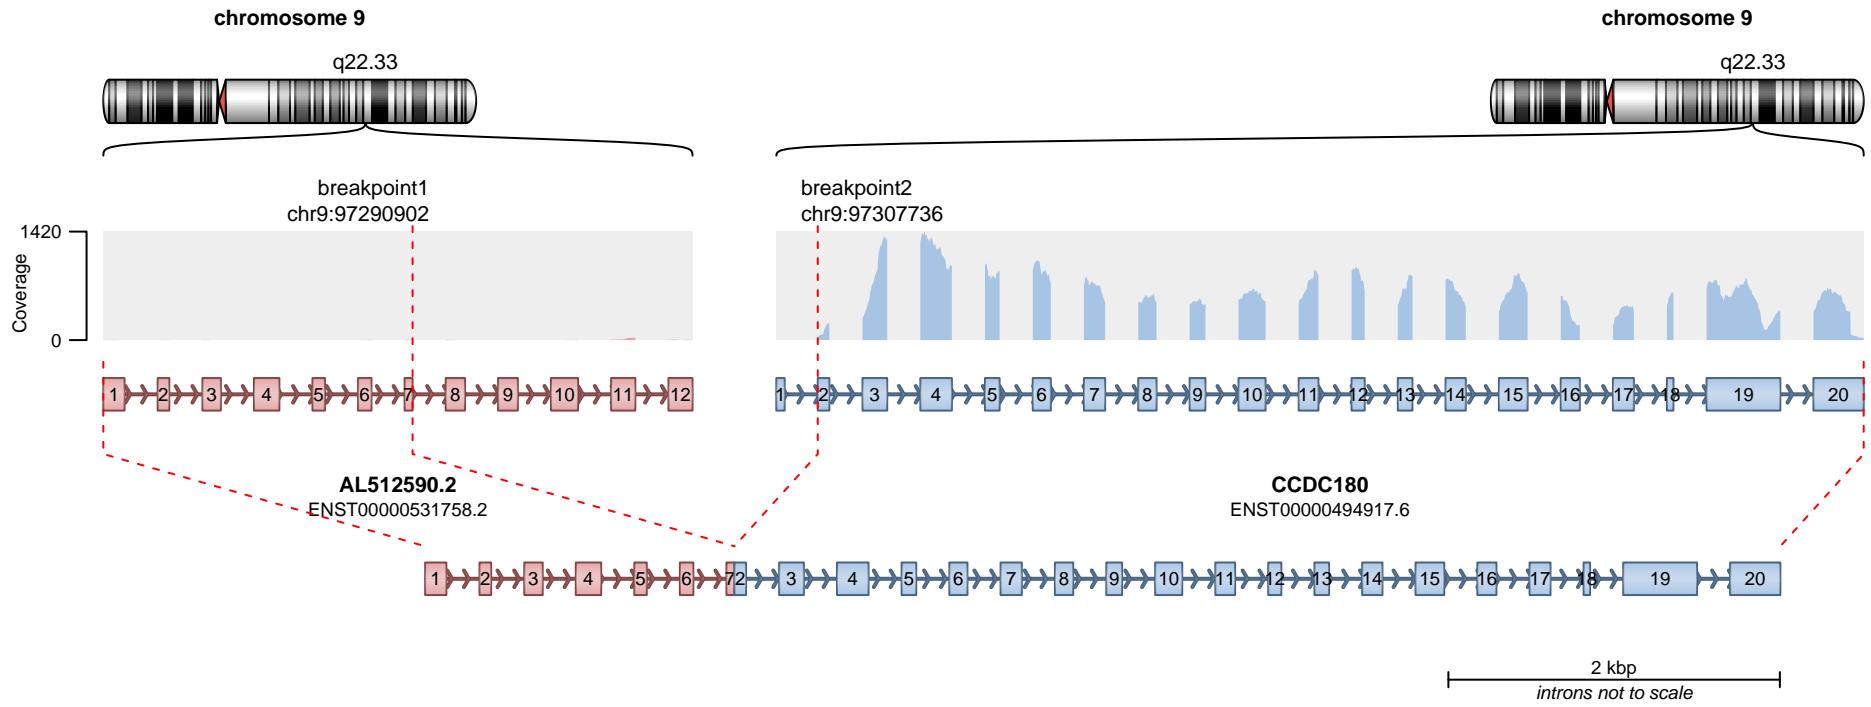 chromosome 9
chromosome 9
q22.33
q22.33
breakpoint1
chr9:97290902
breakpoint2
chr9:97307736
1420
Coverage
0
1 2 3 4 5 6 7 8 9 10 11 12
1 2 3 4 5 6 7 8 9 10 11 12 13 14 15 16 17 18 19 20
AL512590.2
ENST00000531758.2
CCDC180
ENST00000494917.6
1 2 3 4 5 6 7 2 3 4 5 6 7 8 9 10 11 12 13 14 15 16 17 18 19 20
2 kbp
introns not to scale